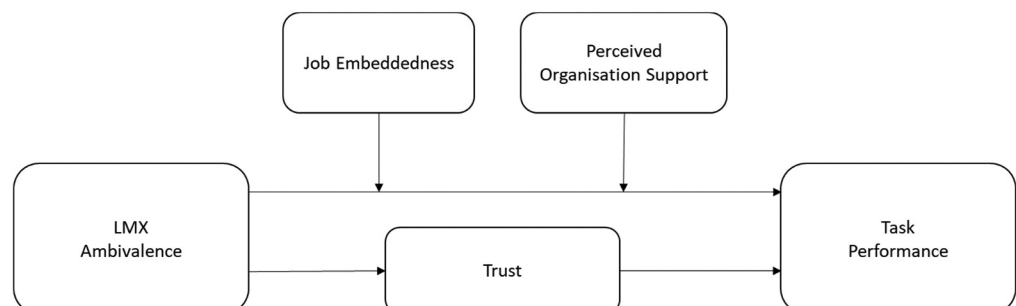 Job Embeddedness
Perceived
Organisation Support
LMX
Ambivalence
Trust
Task
Performance